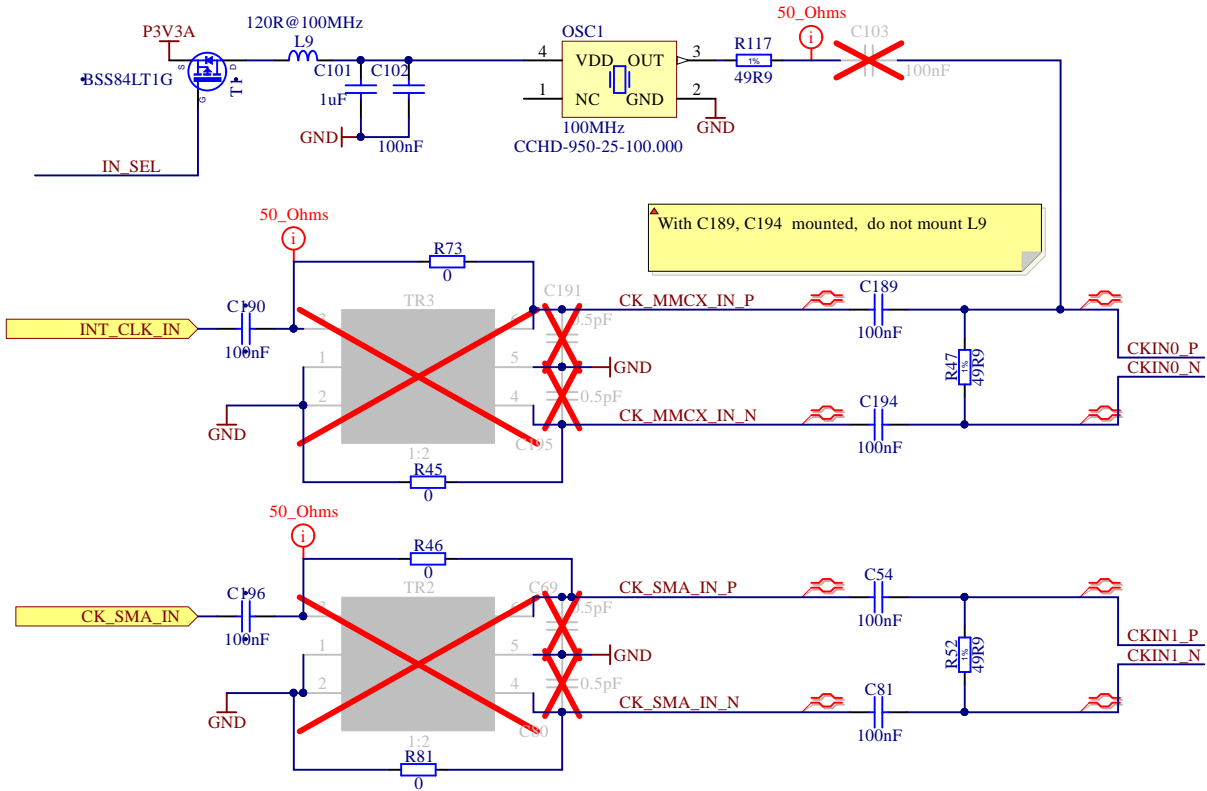 P3V3A
120R@100MHz
L9
BSS84LT1G
T1
S
D
G
C101
1uF
C102
100nF
GND
IN_SEL
OSC1
4
VDD
OUT
3
1
NC
GND
2
100MHz
CCHD-950-25-100.000
GND
R117
1%
49R9
50_Ohms
i
C103
100nF
With C189, C194 mounted, do not mount L9
50_Ohms
i
R73
0
INT_CLK_IN
C190
100nF
TR3
3
1
2
5
4
1:2
GND
R45
0
C191
0.5pF
GND
0.5pF
C195
CK_MMCX_IN_P
CK_MMCX_IN_N
C189
100nF
C194
100nF
R47
1%
49R9
CKIN0_P
CKIN0_N
50_Ohms
i
R46
0
CK_SMA_IN
C196
100nF
TR2
1
2
5
4
1:2
GND
R81
0
C69
0.5pF
GND
0.5pF
C80
CK_SMA_IN_P
CK_SMA_IN_N
C54
100nF
C81
100nF
R52
1%
49R9
CKIN1_P
CKIN1_N